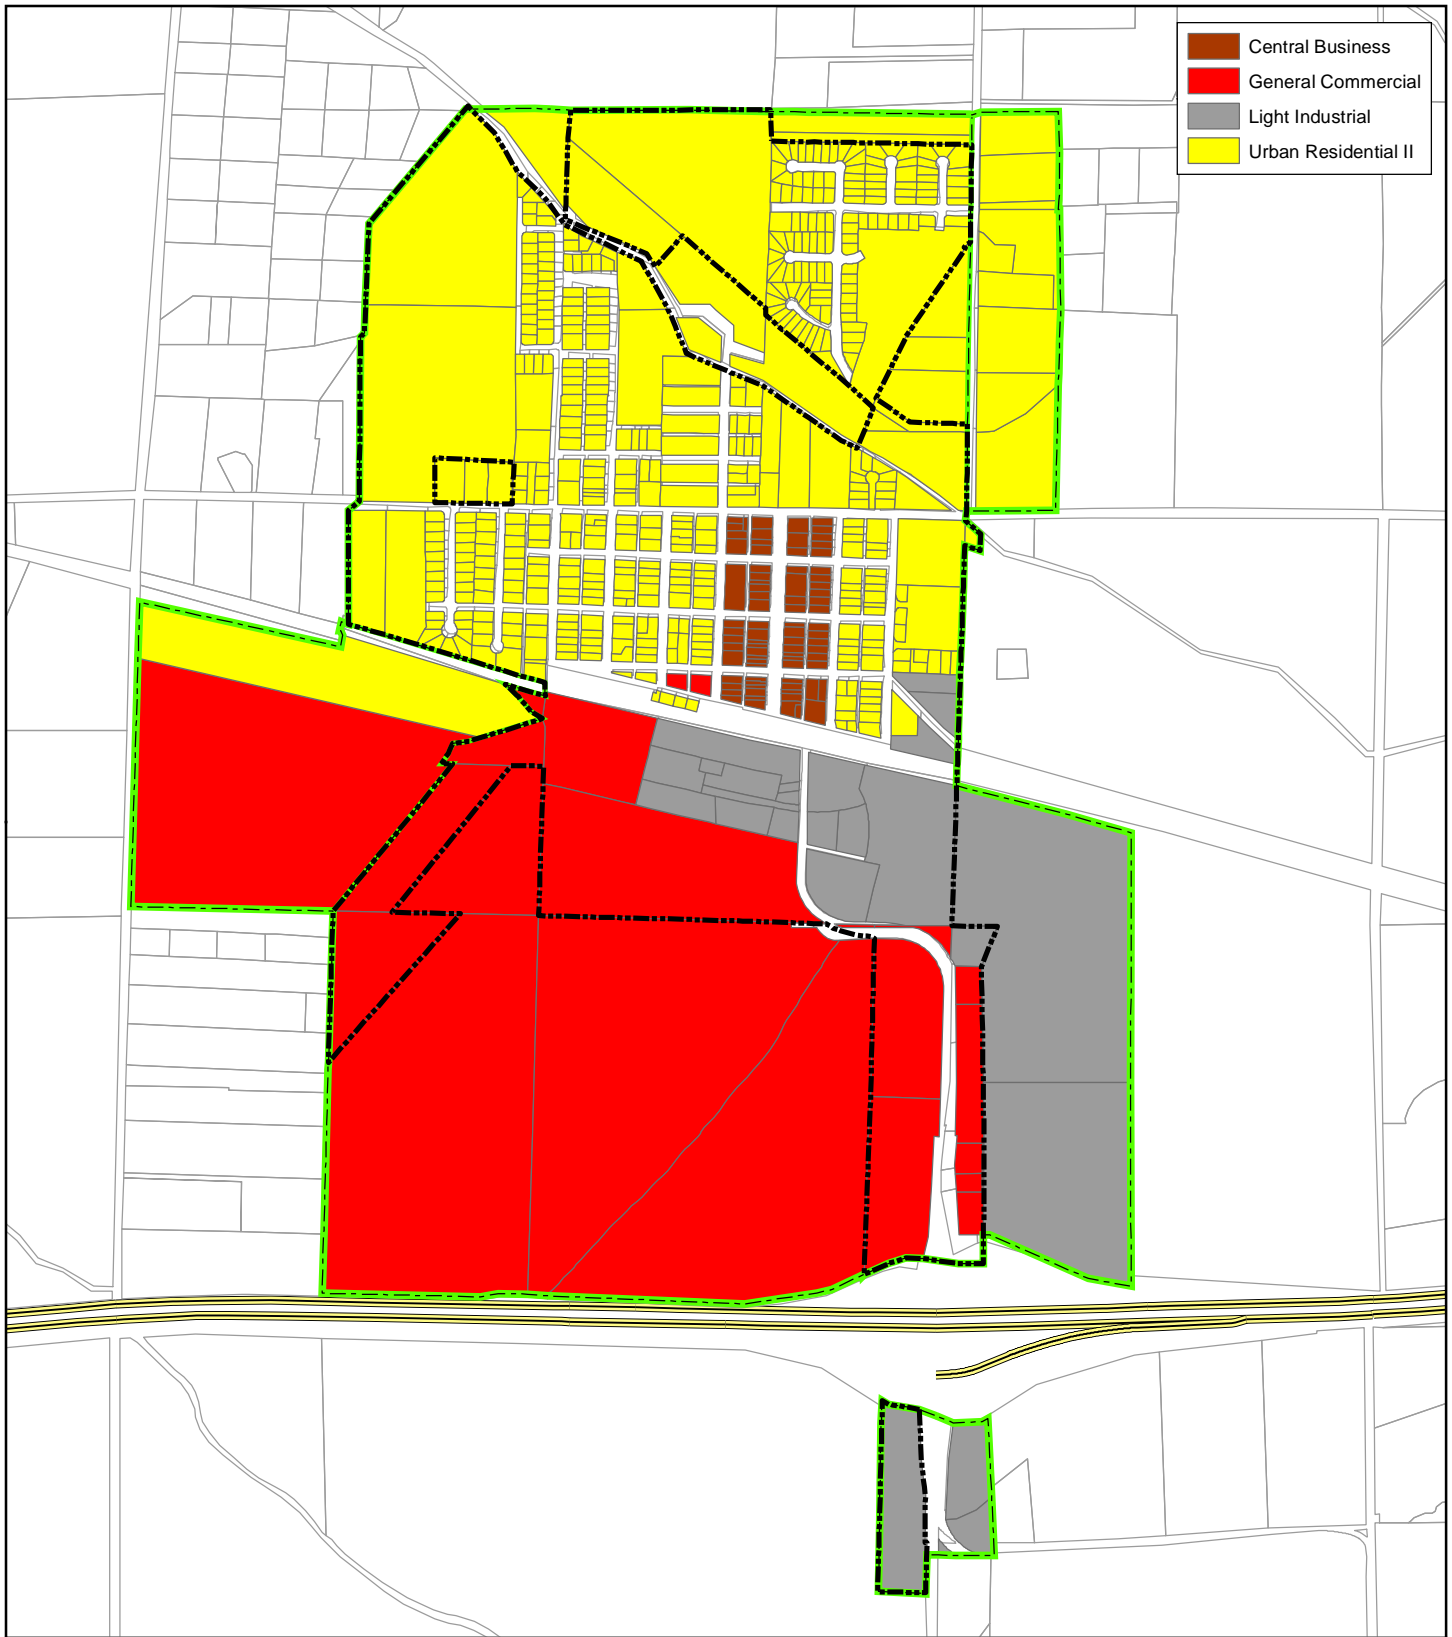 Central Business
General Commercial
Light Industrial
Urban Residential II